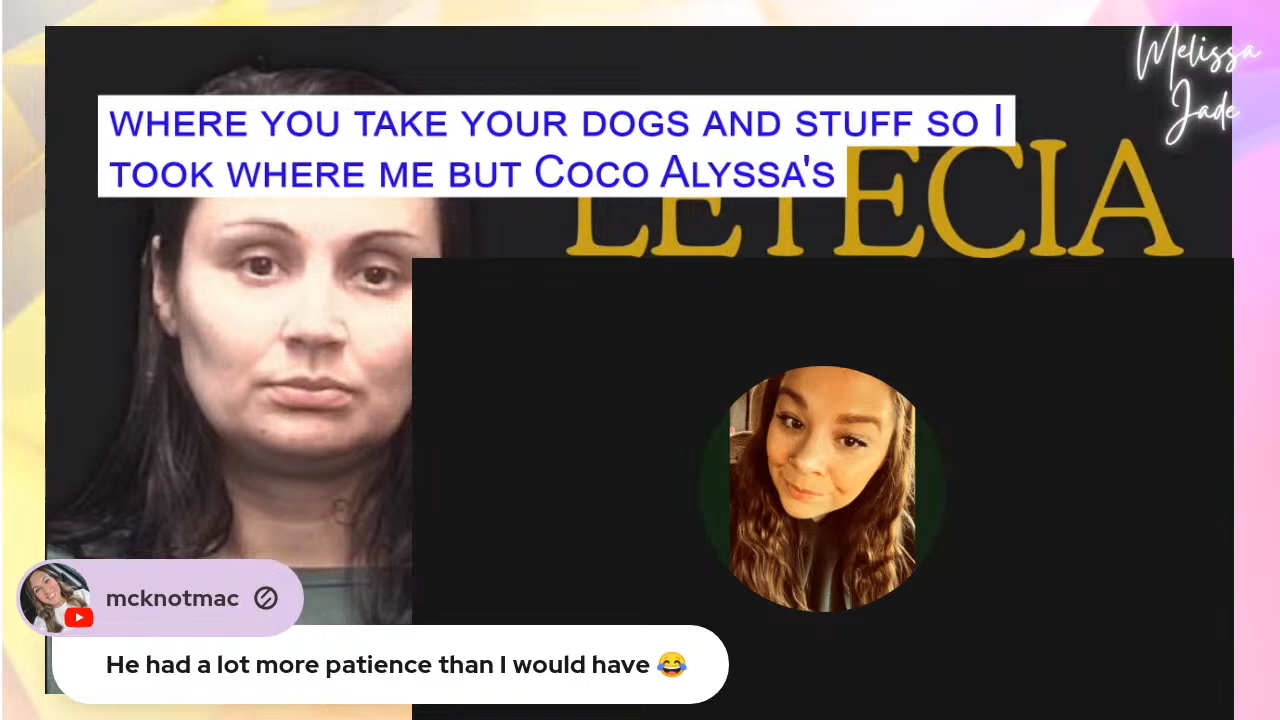 Melissa
Jade
WHERE YOU TAKE YOUR DOGS AND STUFF SO I
TOOK WHERE ME BUT COCO ALYSSA'S
LETECIA
mcknotmac
He had a lot more patience than I would have 😂